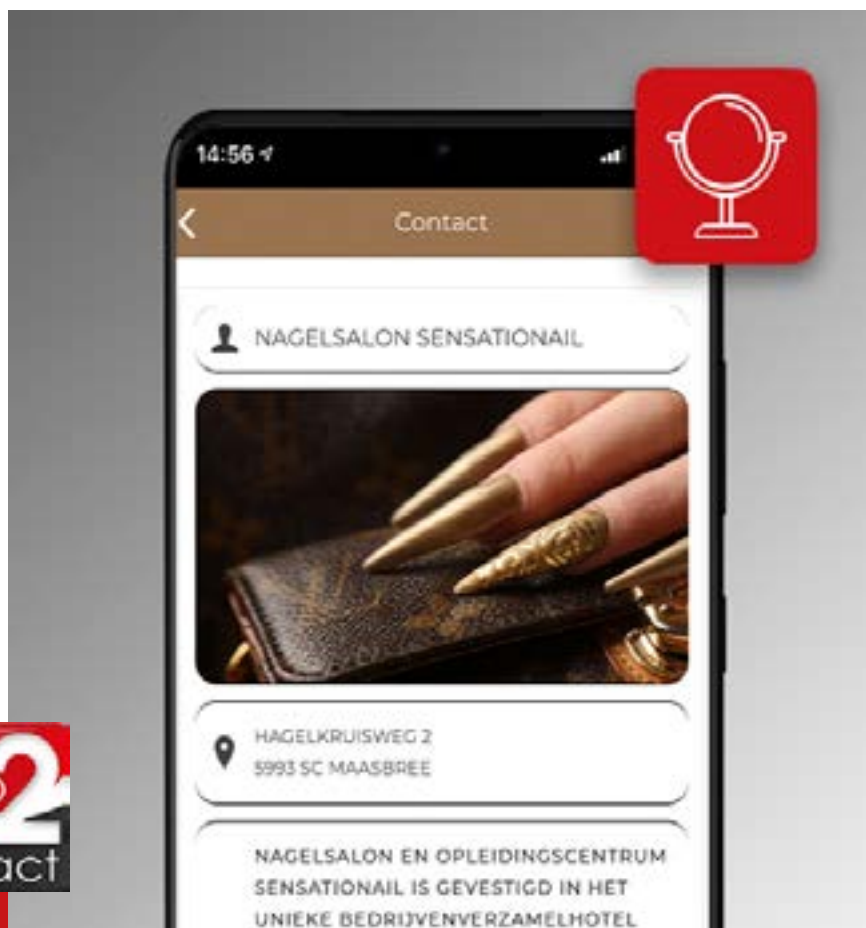 14:56
Contact
NAGELSALON SENSATIONAIL
HAGELKRUISWEG 2
5993 SC MAASBREE
2
act
NAGELSALON EN OPLEIDINGSCENTRUM
SENSATIONAIL IS GEVESTIGD IN HET
UNIEKE BEDRIJVENVERZAMELHOTEL